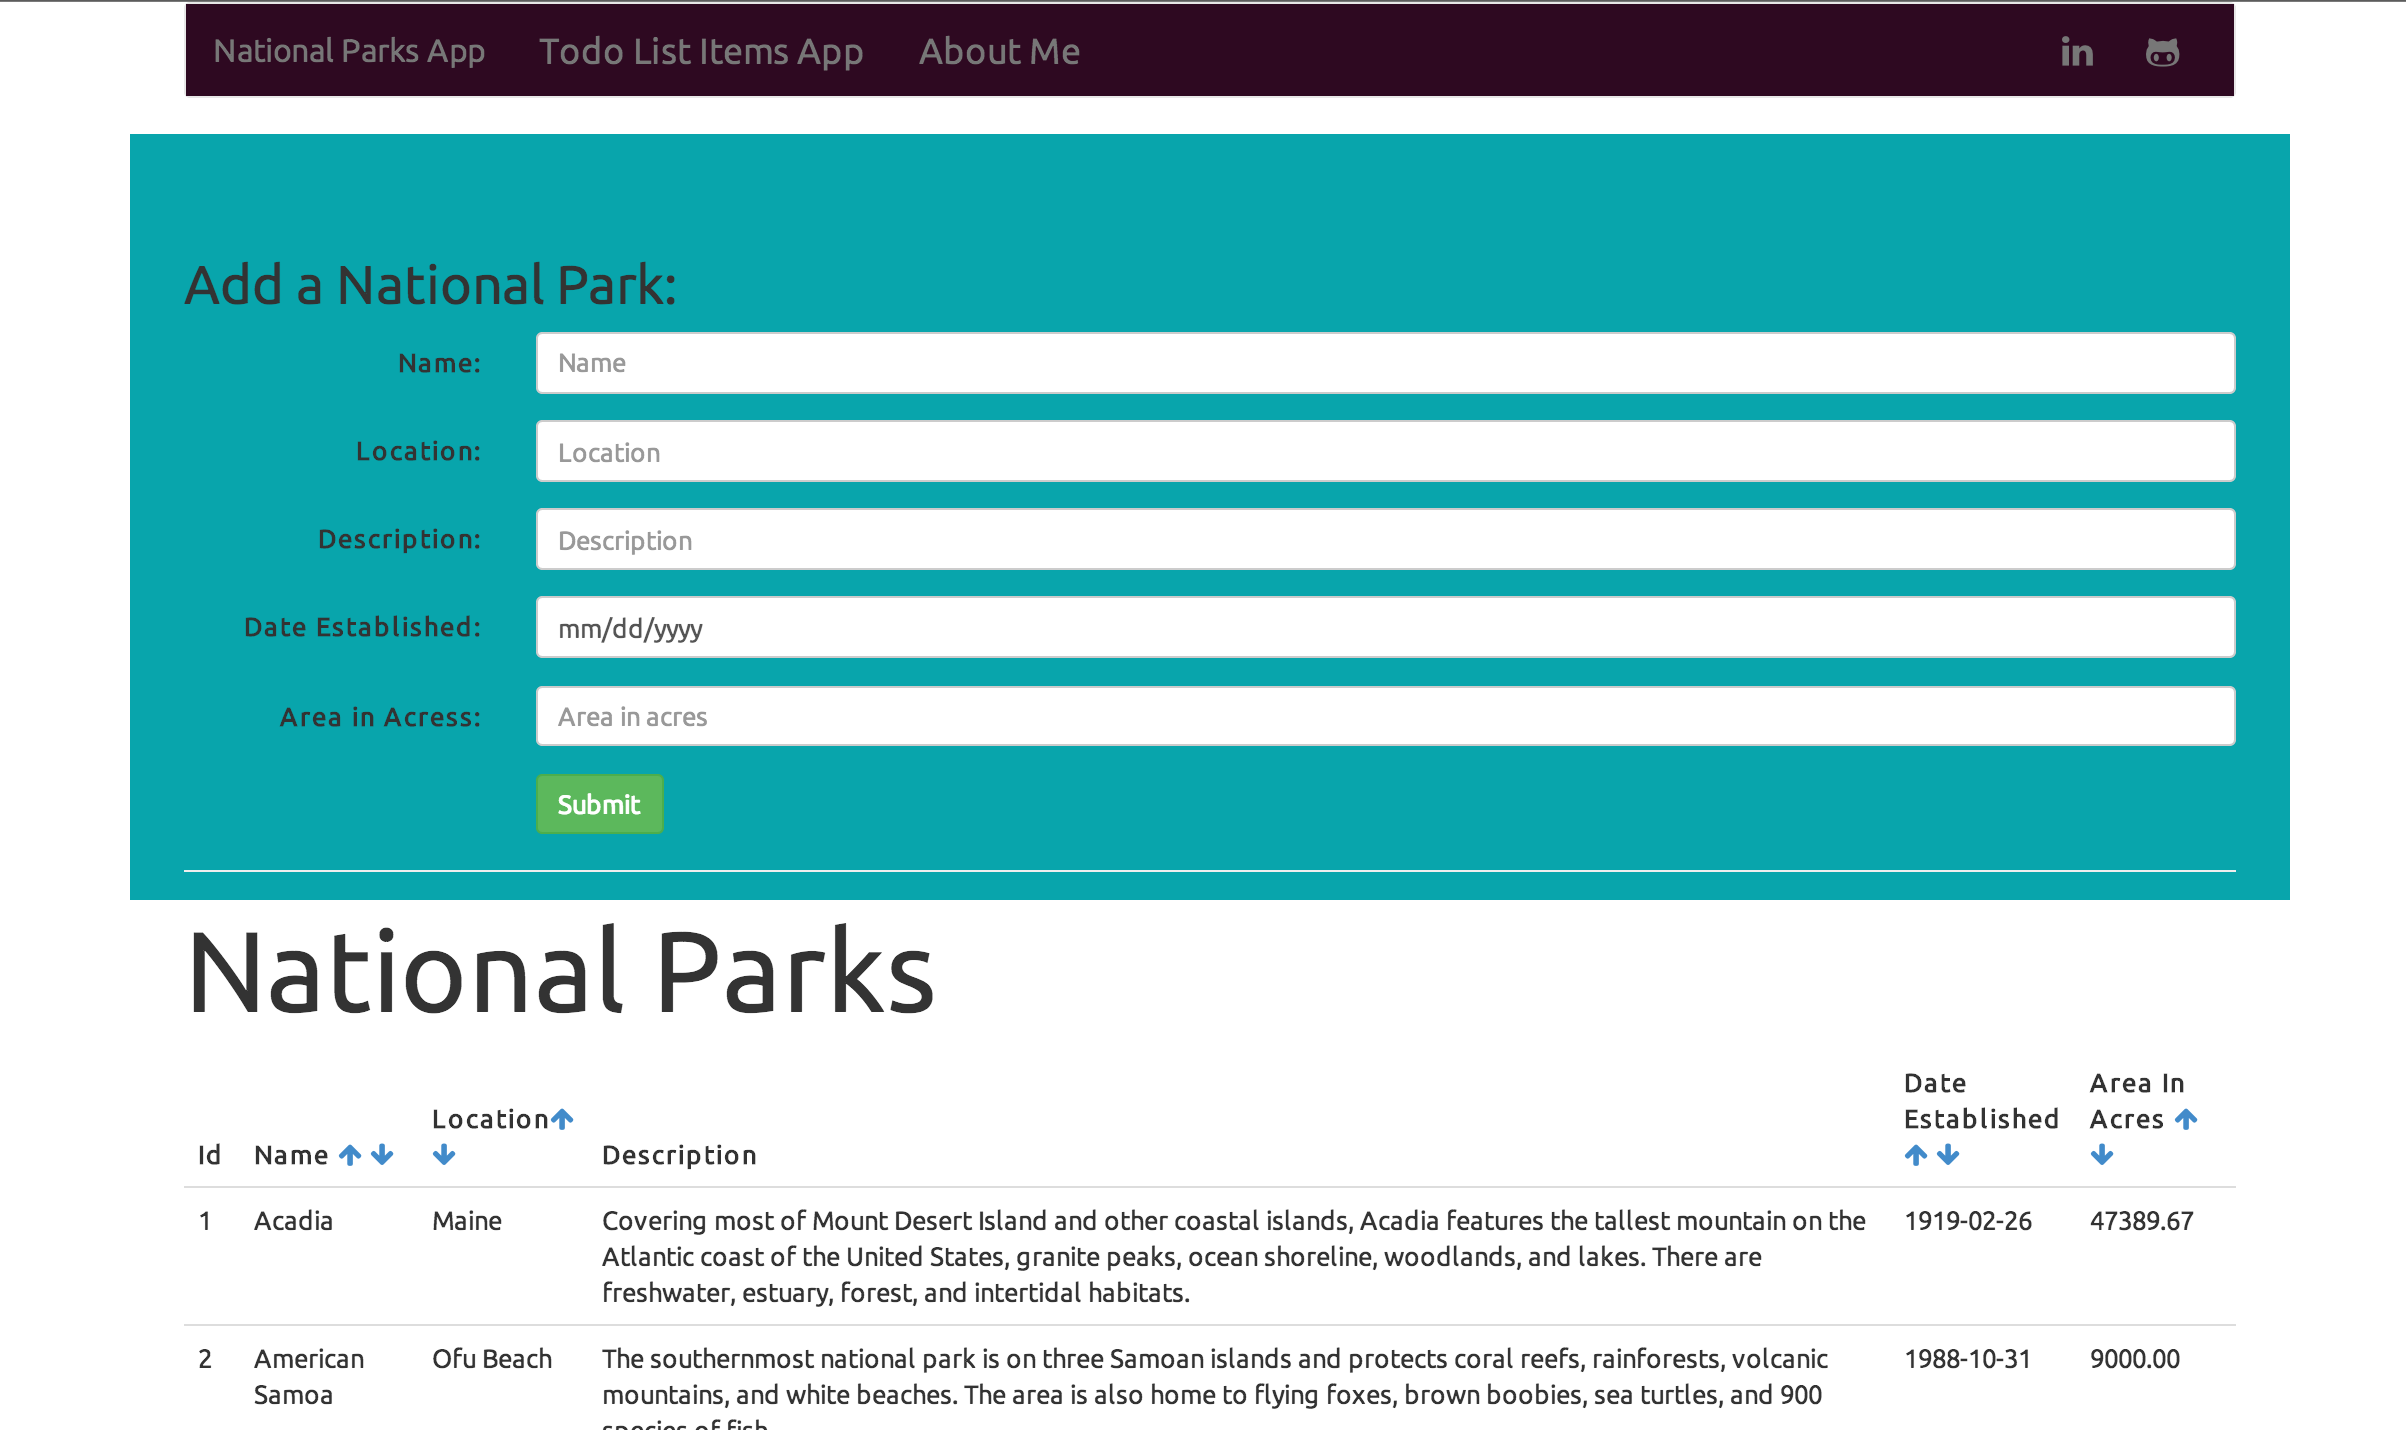 National Parks App Todo List Items App About Me in
Add a National Park:
Name: Name
Location: Location
Description: Description
Date Established: mm/dd/yyyy
Area in Acress: Area in acres
Submit
National Parks
Id Name Location Description Date Established Area In Acres
1 Acadia Maine Covering most of Mount Desert Island and other coastal islands, Acadia features the tallest mountain on the 1919-02-26 47389.67
Atlantic coast of the United States, granite peaks, ocean shoreline, woodlands, and lakes. There are
freshwater, estuary, forest, and intertidal habitats.
2 American Samoa Ofu Beach The southernmost national park is on three Samoan islands and protects coral reefs, rainforests, volcanic 1988-10-31 9000.00
mountains, and white beaches. The area is also home to flying foxes, brown boobies, sea turtles, and 900
species of fish